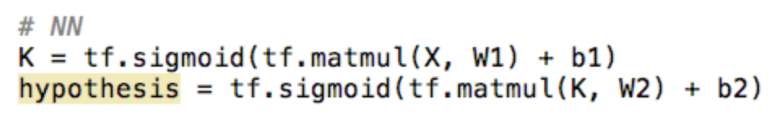 # NN
K = tf.sigmoid(tf.matmul(X, W1) + b1)
hypothesis = tf.sigmoid(tf.matmul(K, W2) + b2)